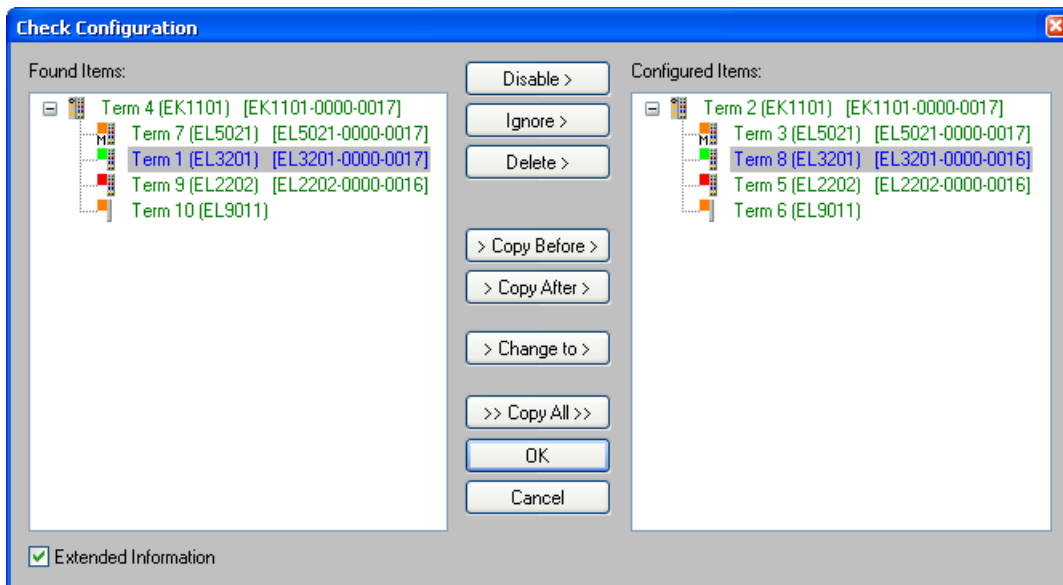 Check Configuration
Found Items:
Term 4 (EK1101) [EK1101-0000-0017]
M Term 7 (EL5021) [EL5021-0000-0017]
Term 1 (EL3201) [EL3201-0000-0017]
Term 9 (EL2202) [EL2202-0000-0016]
Term 10 (EL9011)
Disable >
Ignore >
Delete >
> Copy Before >
> Copy After >
> Change to >
>> Copy All >>
OK
Cancel
Configured Items:
Term 2 (EK1101) [EK1101-0000-0017]
M Term 3 (EL5021) [EL5021-0000-0017]
Term 8 (EL3201) [EL3201-0000-0016]
Term 5 (EL2202) [EL2202-0000-0016]
Term 6 (EL9011)
Extended Information